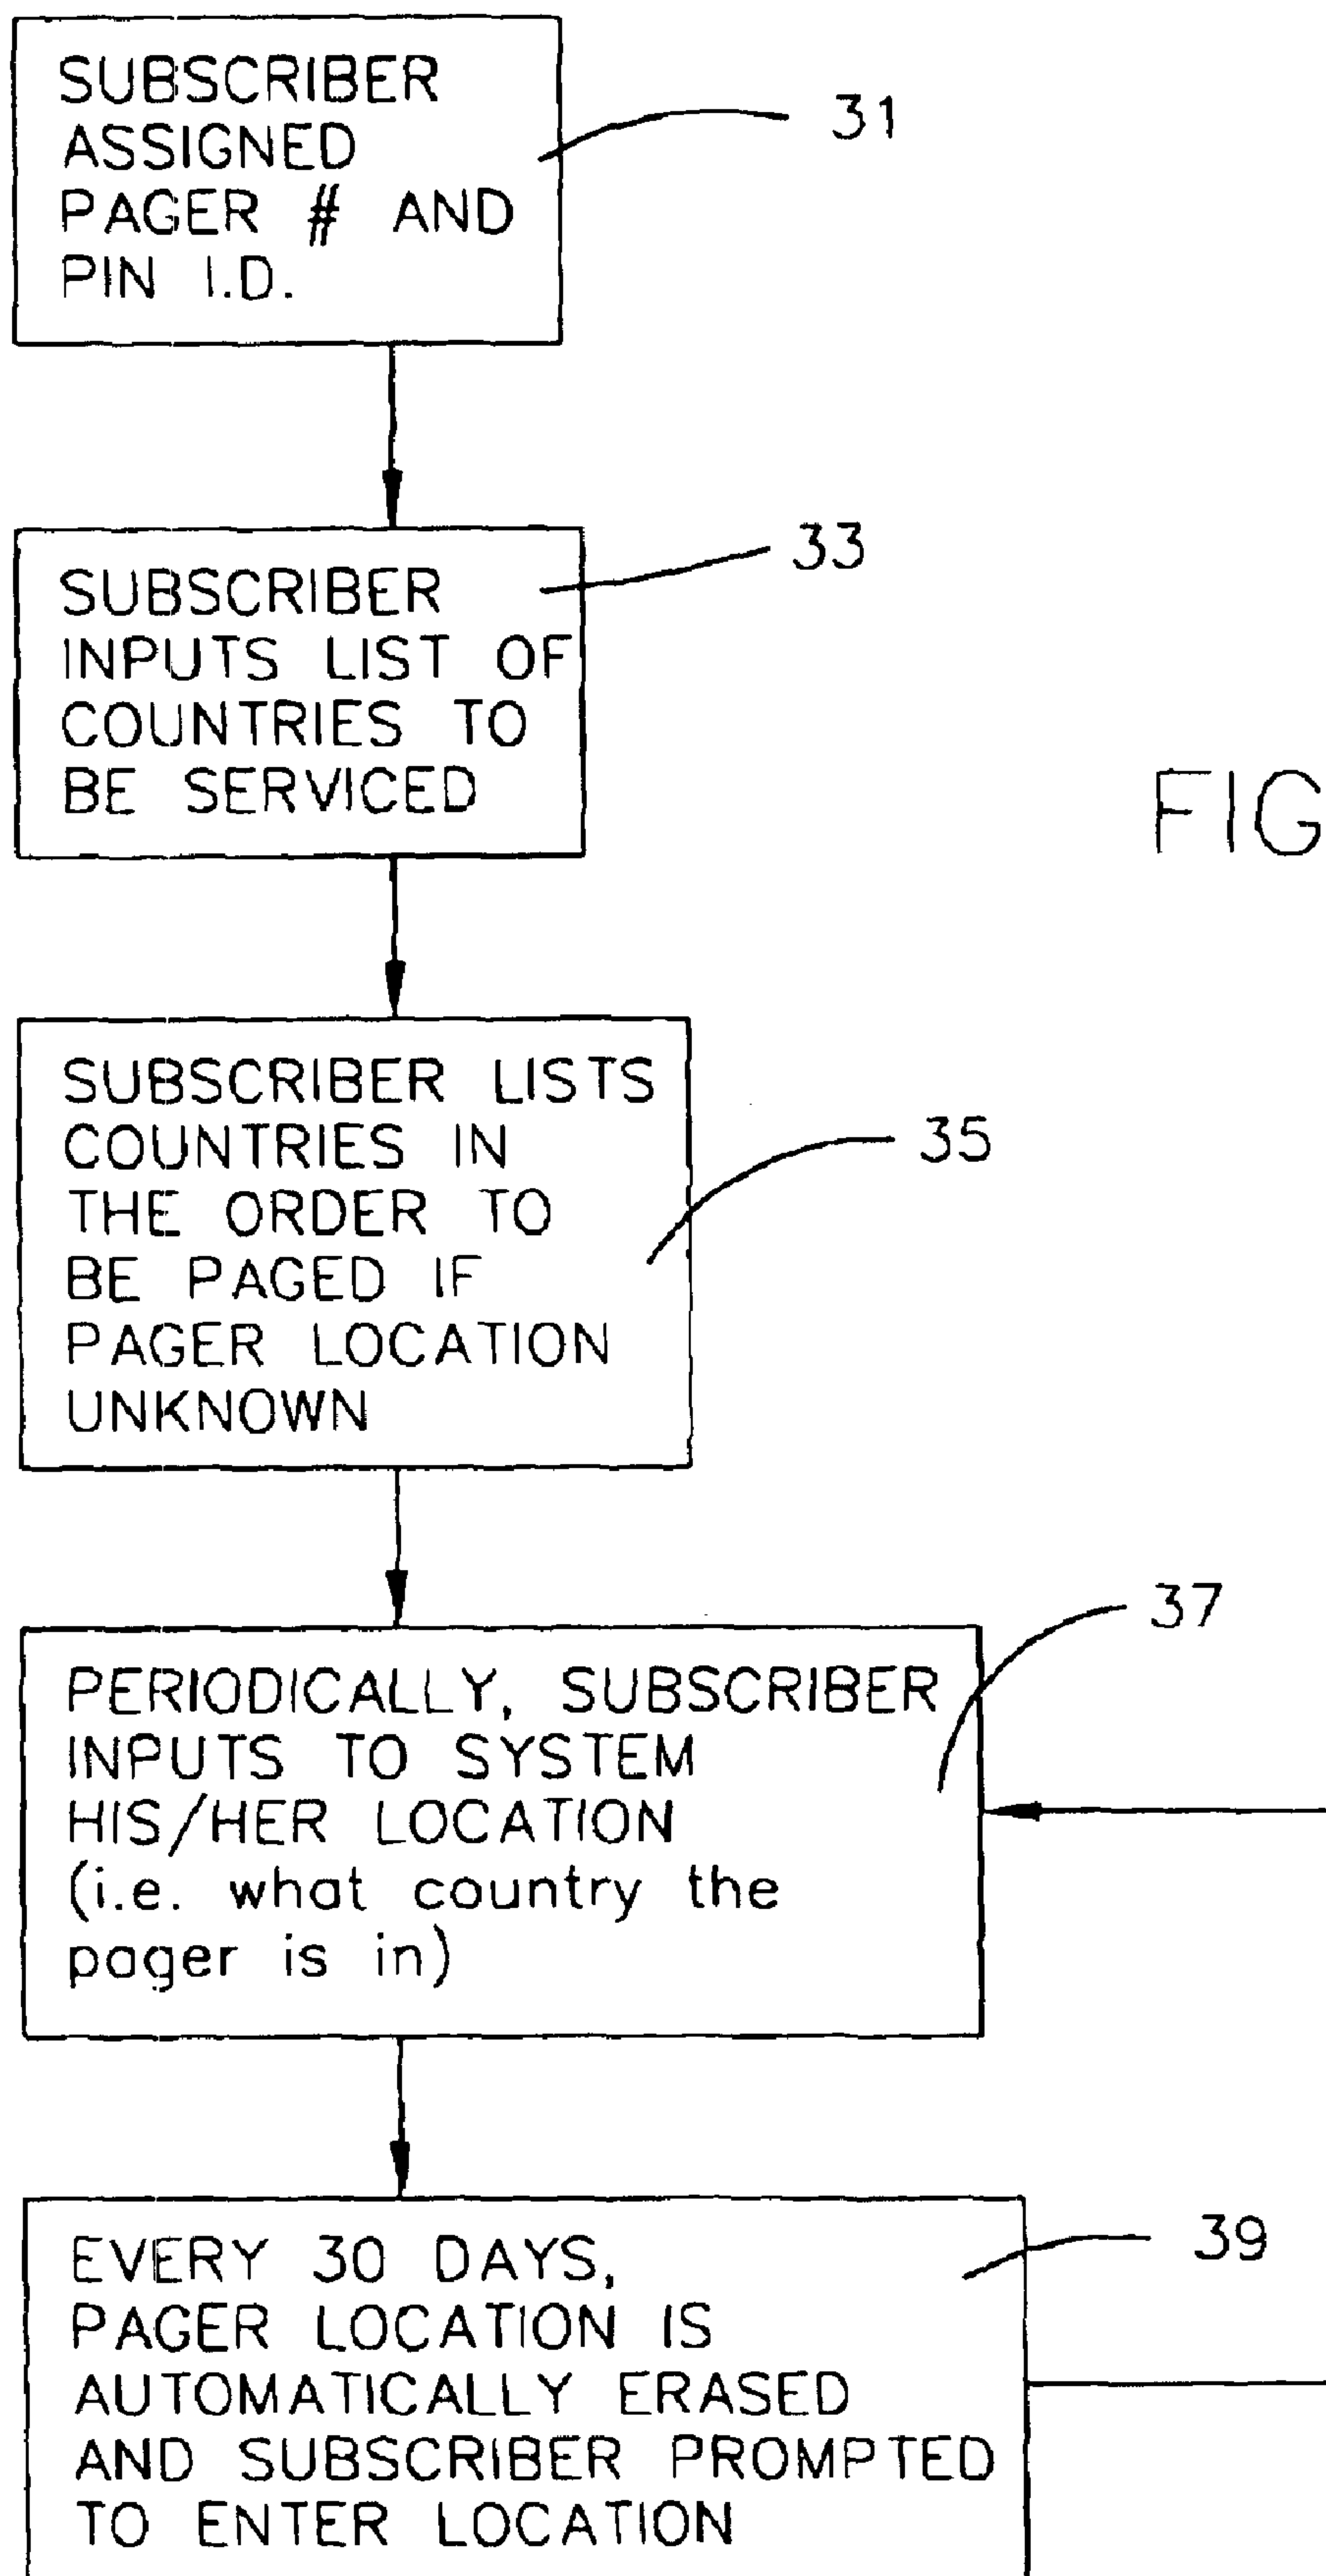 SUBSCRIBER
ASSIGNED
PAGER # AND
PIN I.D.
31
SUBSCRIBER
INPUTS LIST OF
COUNTRIES TO
BE SERVICED
33
FIG
SUBSCRIBER LISTS
COUNTRIES IN
THE ORDER TO
BE PAGED IF
PAGER LOCATION
UNKNOWN
35
PERIODICALLY, SUBSCRIBER
INPUTS TO SYSTEM
HIS/HER LOCATION
(i.e. what country the
pager is in)
37
EVERY 30 DAYS,
PAGER LOCATION IS
AUTOMATICALLY ERASED
AND SUBSCRIBER PROMPTED
TO ENTER LOCATION
39